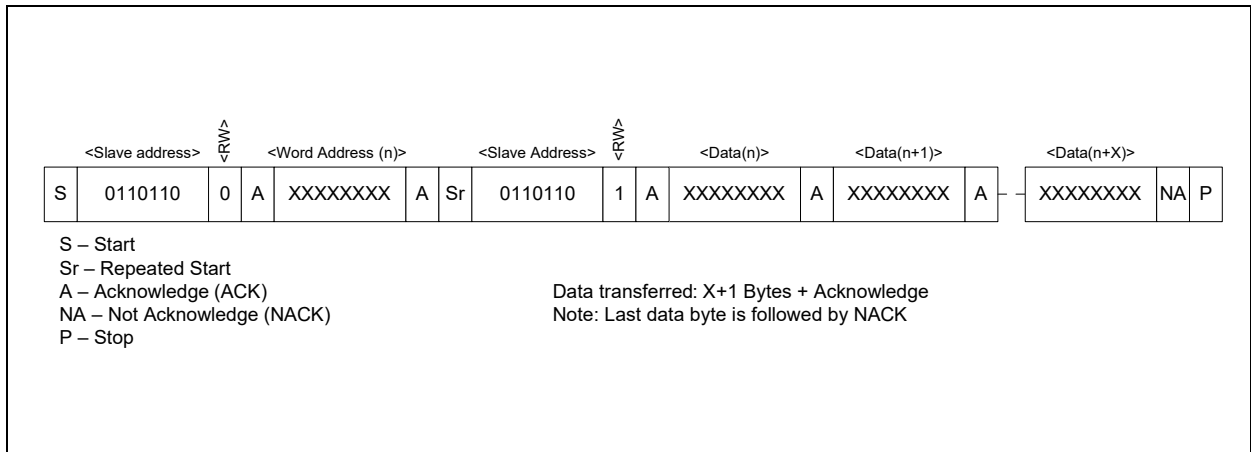 <Slave address> <RW> <Word Address (n)> <Slave Address> <RW> <Data(n)> <Data(n+1)> <Data(n+X)>
S 0110110 0 A XXXXXXXX A Sr 0110110 1 A XXXXXXXX A XXXXXXXX A XXXXXXXX NA P
S – Start
Sr – Repeated Start
A – Acknowledge (ACK) Data transferred: X+1 Bytes + Acknowledge
NA – Not Acknowledge (NACK) Note: Last data byte is followed by NACK
P – Stop